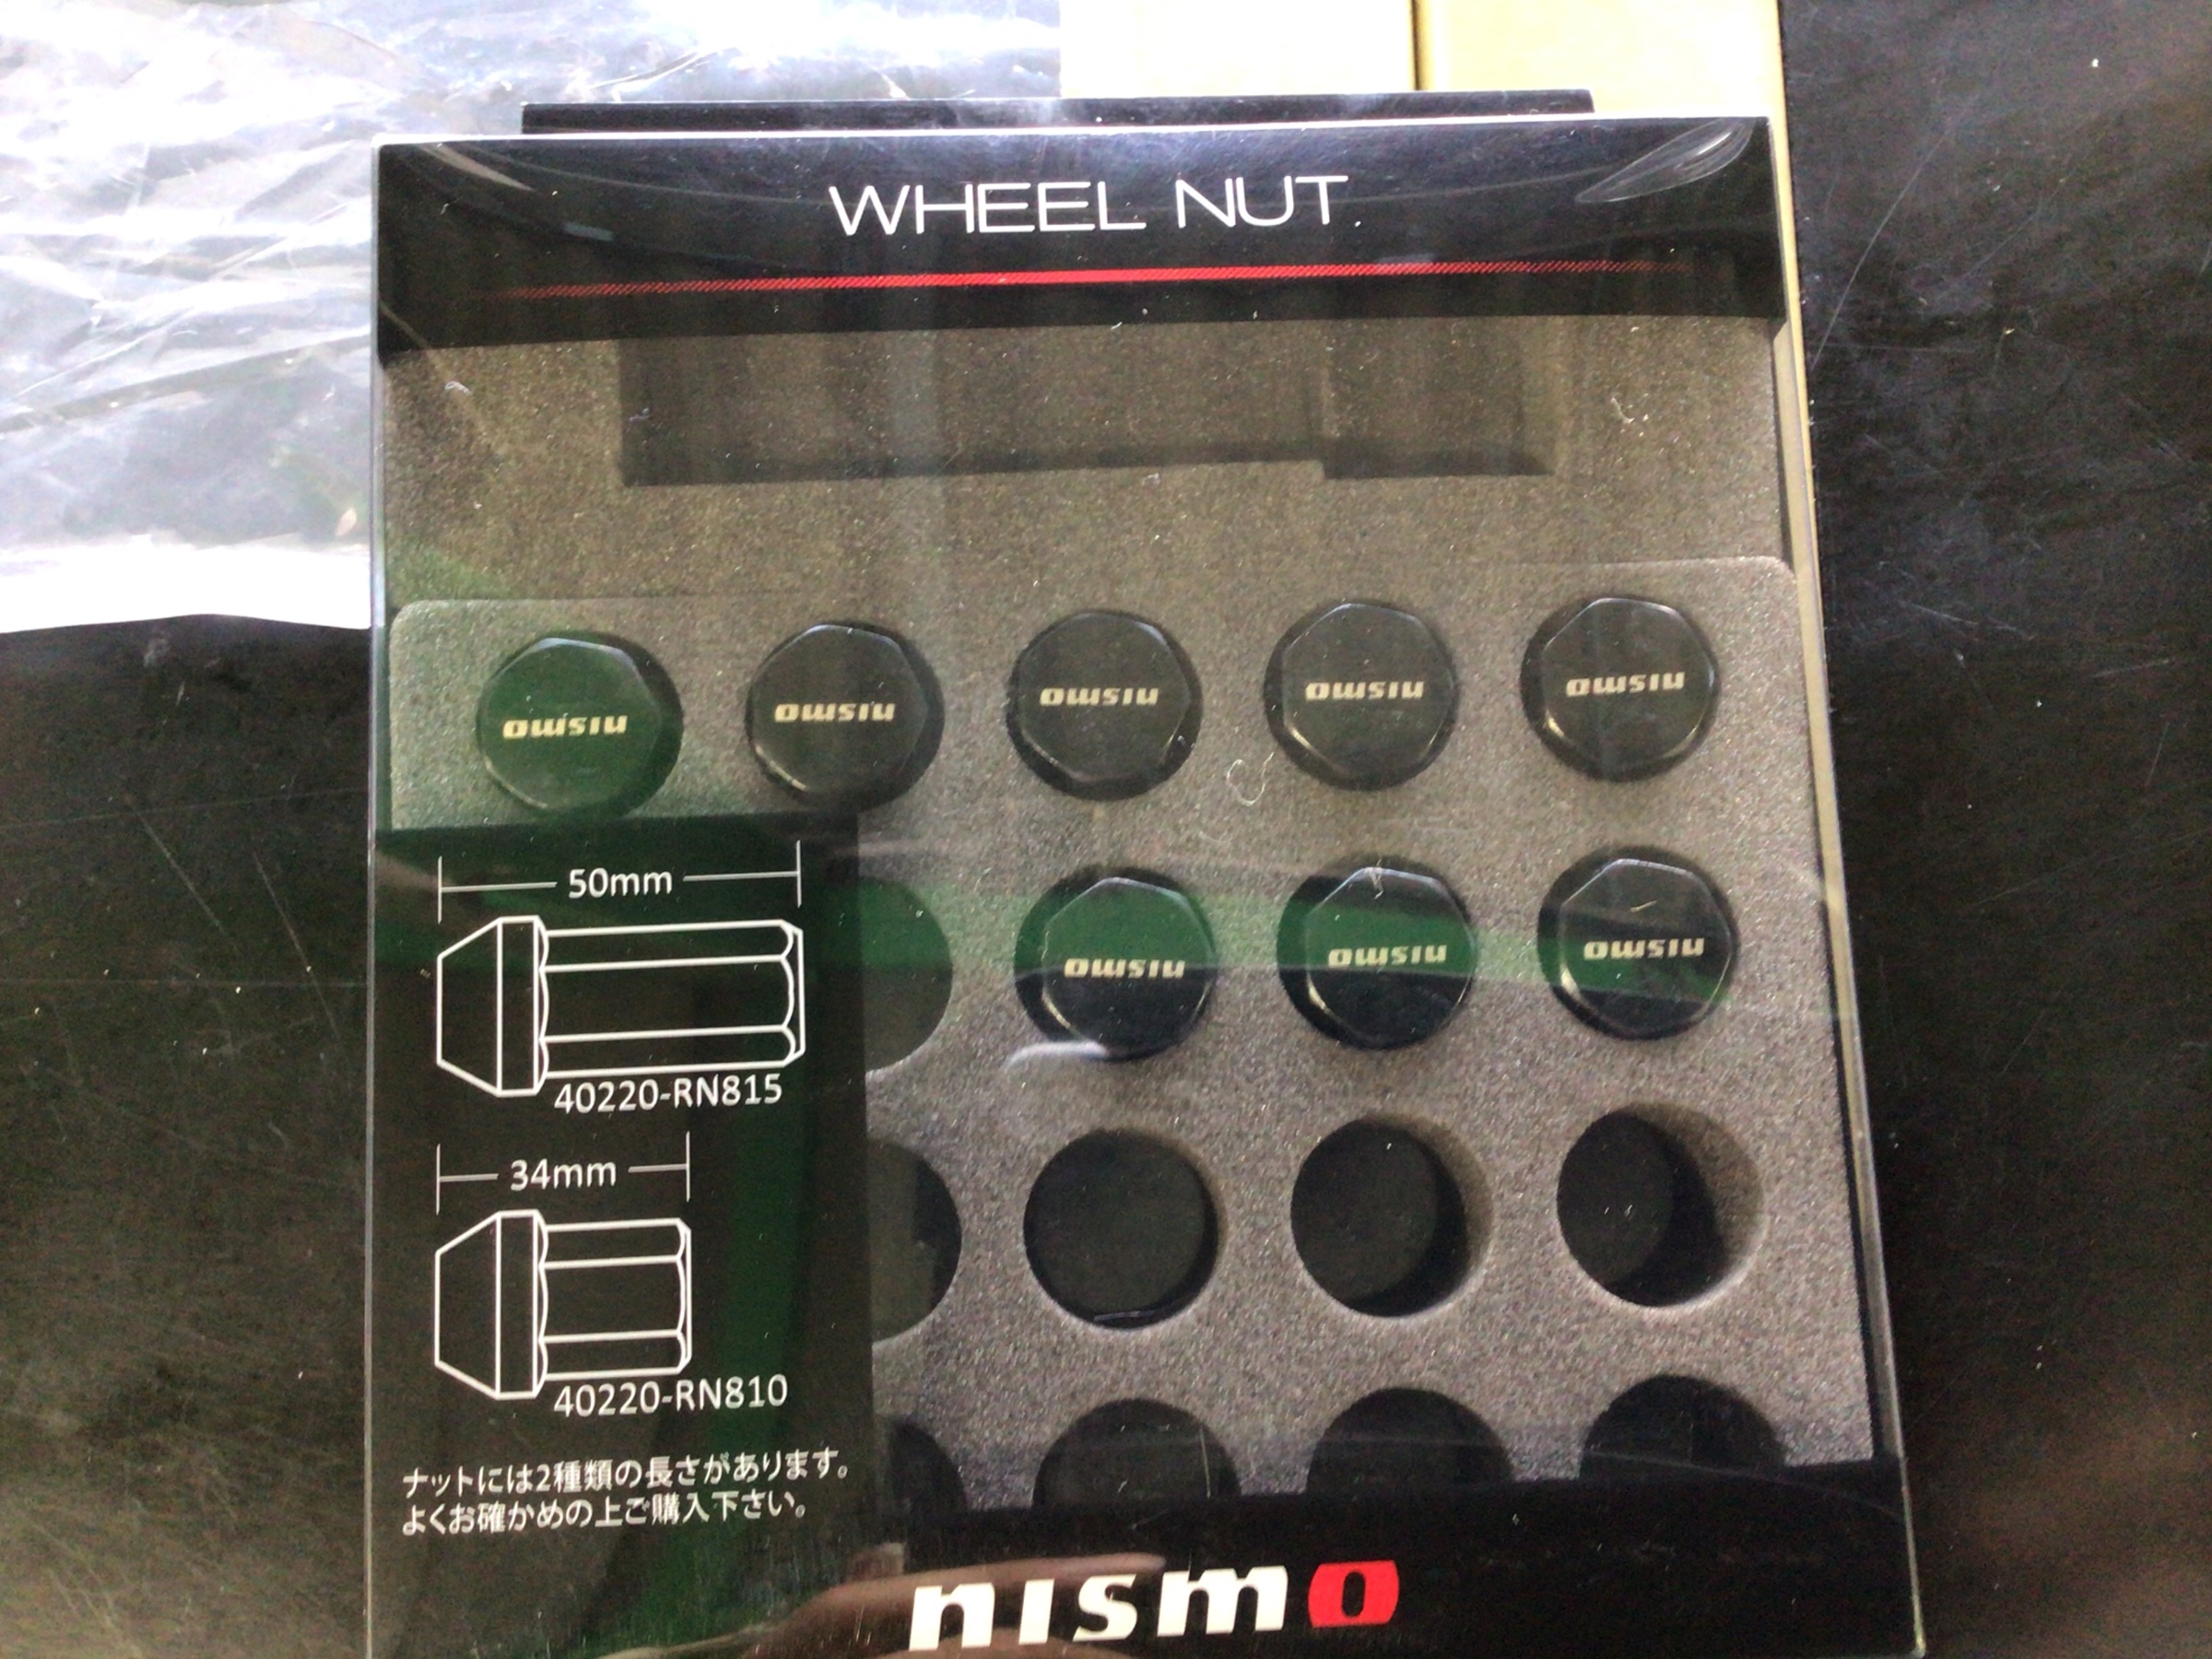 WHEEL NUT
nismo
nismo
nismo
nismo
nismo
nismo
nismo
nismo
50mm
40220-RN815
34mm
40220-RN810
ナットには2種類の長さがあります。
よくお確かめの上ご購入下さい。
nismo